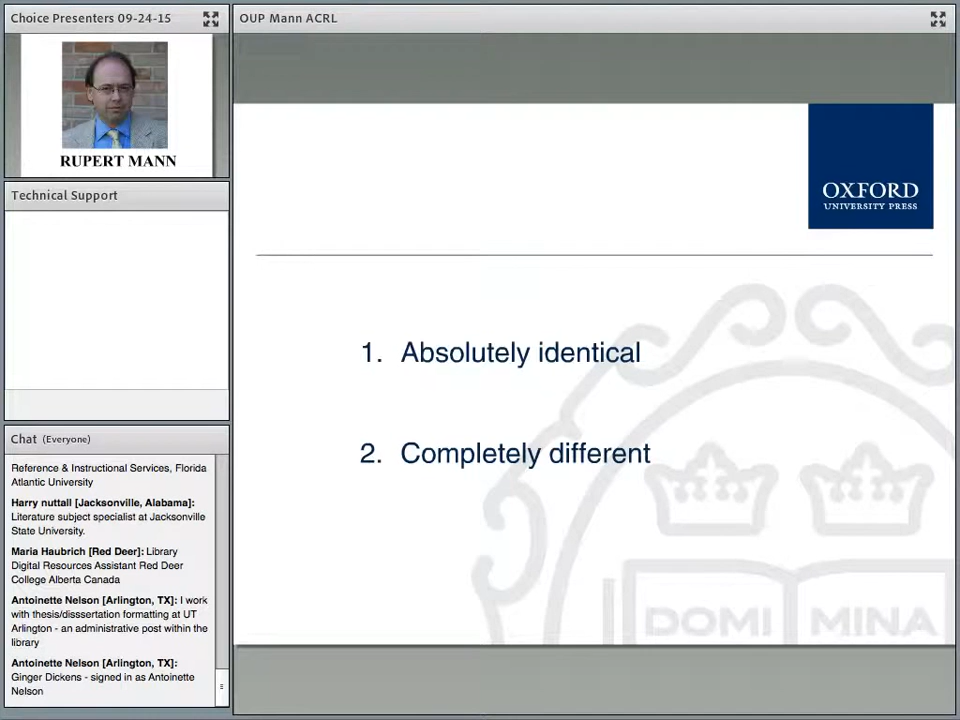 Choice Presenters 09-24-15
RUPERT MANN
Technical Support
Chat (Everyone)
Reference & Instructional Services, Florida
Atlantic University
Harry nuttall [Jacksonville, Alabama]:
Literature subject specialist at Jacksonville
State University.
Maria Haubrich [Red Deer]: Library
Digital Resources Assistant Red Deer
College Alberta Canada
Antoinette Nelson [Arlington, TX]: I work
with thesis/disssertation formatting at UT
Arlington - an administrative post within the
library
Antoinette Nelson [Arlington, TX]:
Ginger Dickens - signed in as Antoinette
Nelson
OUP Mann ACRL
OXFORD
UNIVERSITY PRESS
1. Absolutely identical
2. Completely different
DOMI MINA